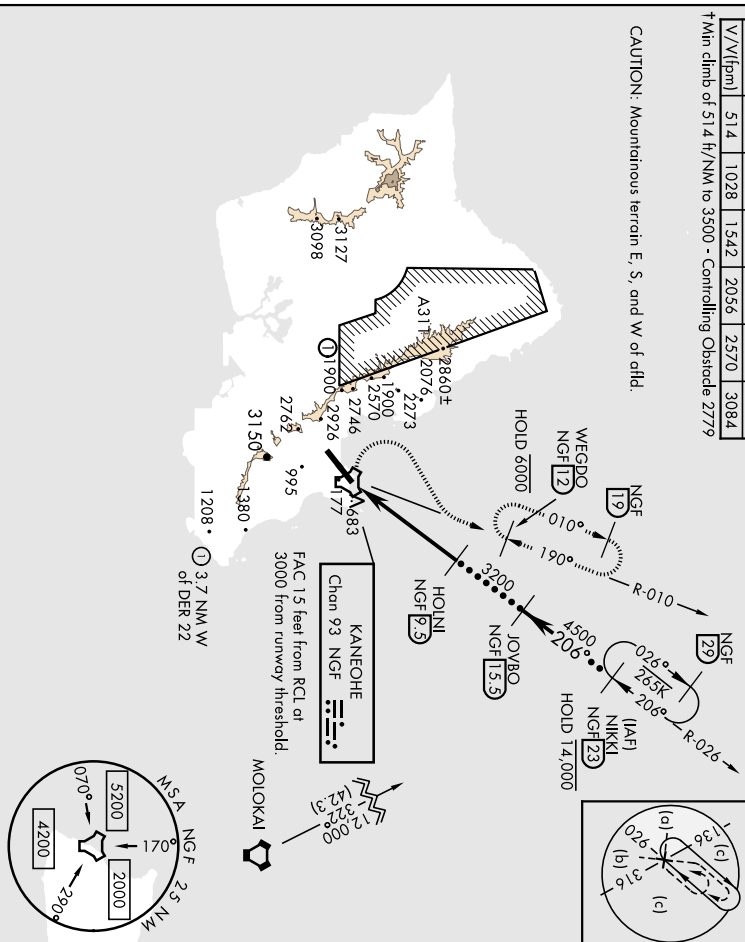 V/V(fpm) 514 1028 1542 2056 2570 3084
†Min climb of 514 ft/NM to 3500 - Controlling Obstacle 2779
CAUTION: Mountainous terrain E, S, and W of afld.
3127
3098
A311
2860±
2076
2273
1900
2570
2746
① 1900
2926
2762
3150
995
1380
1208
① 3.7 NM W
of DER 22
683
177
WEGDO
NGF 12
HOLD 6000
NGF
19
010°
190°
R-010
HOLNI
NGF 9.5
3200
JOVBO
NGF 15.5
4500
206°
NGF
29
026°
265K
206°
R-026
(IAF)
NIKKI
NGF 23
HOLD 14,000
KANEOHE
Chan 93 NGF
FAC 15 feet from RCL at
3000 from runway threshold.
MOLOKAI
12,000
322°
(42.3)
(a)
136
(c)
026
(b)
316
(c)
MSA NGF 25 NM
5200
070°
170°
2000
4200
290°